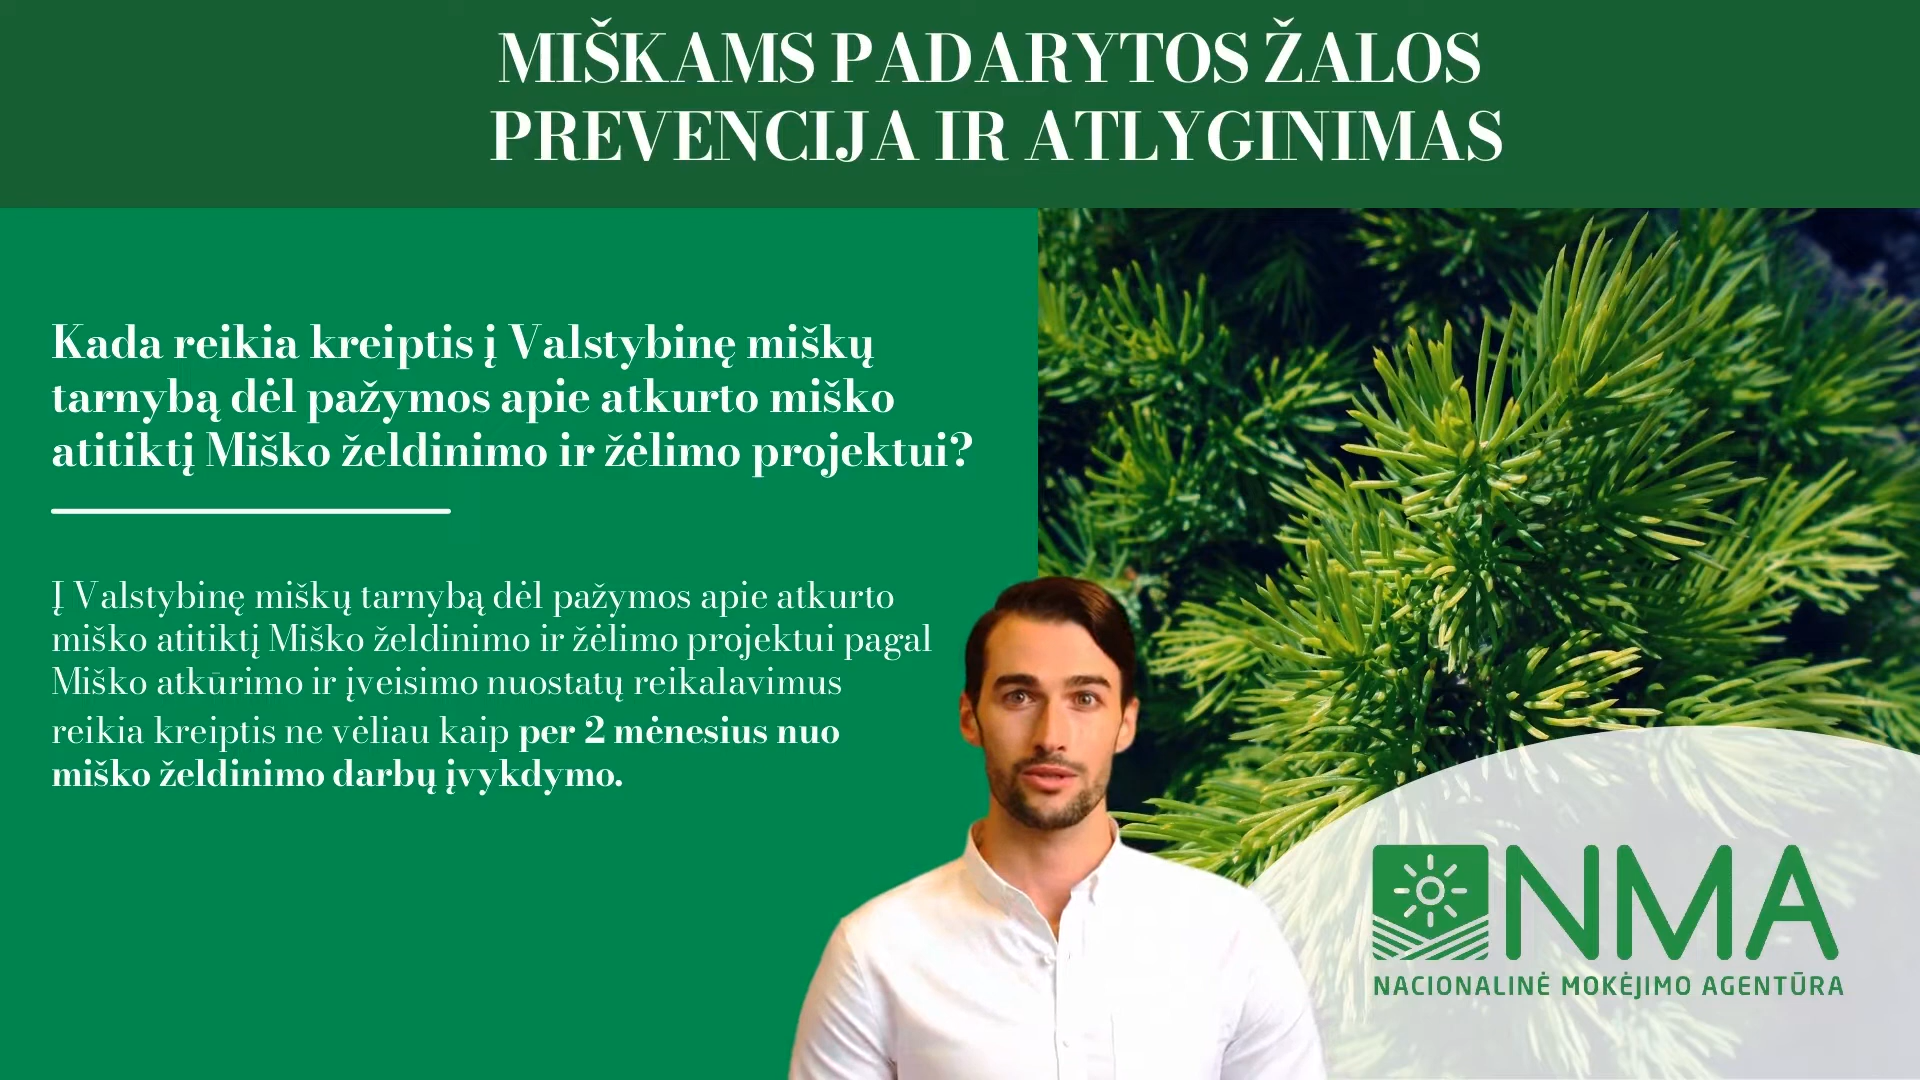 MIŠKAMS PADARYTOS ŽALOS
PREVENCIJA IR ATLYGINIMAS
Kada reikia kreiptis į Valstybinę miškų
tarnybą dėl pažymos apie atkurto miško
atitiktį Miško želdinimo ir žėlimo projektui?
Į Valstybinę miškų tarnybą dėl pažymos apie atkurto
miško atitiktį Miško želdinimo ir žėlimo projektui pagal
Miško atkūrimo ir įveisimo nuostatų reikalavimus
reikia kreiptis ne vėliau kaip per 2 mėnesius nuo
miško želdinimo darbų įvykdymo.
NMA
NACIONALINĖ MOKĖJIMO AGENTŪRA